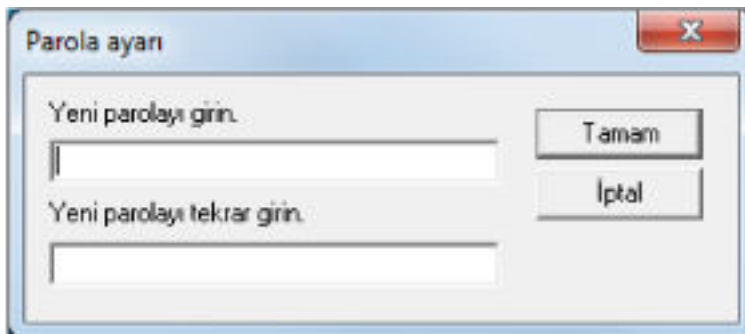 Parola ayarı
Yeni parolayı girin.
Tamam
İptal
Yeni parolayı tekrar girin.